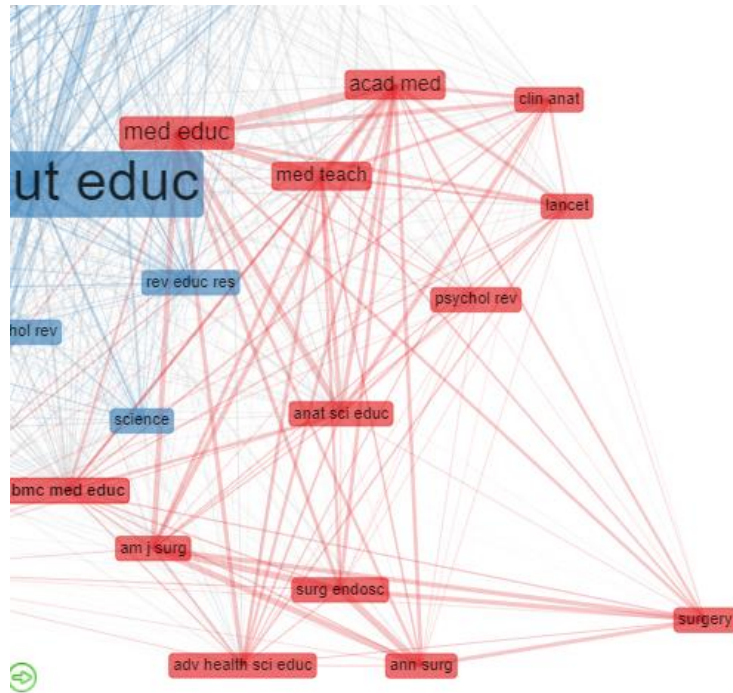 acad med
clin anat
med educ
ut educ
med teach
lancet
rev educ res
psychol rev
hol rev
anat sci educ
science
bmc med educ
am j surg
surg endosc
surgery
adv health sci educ
ann surg